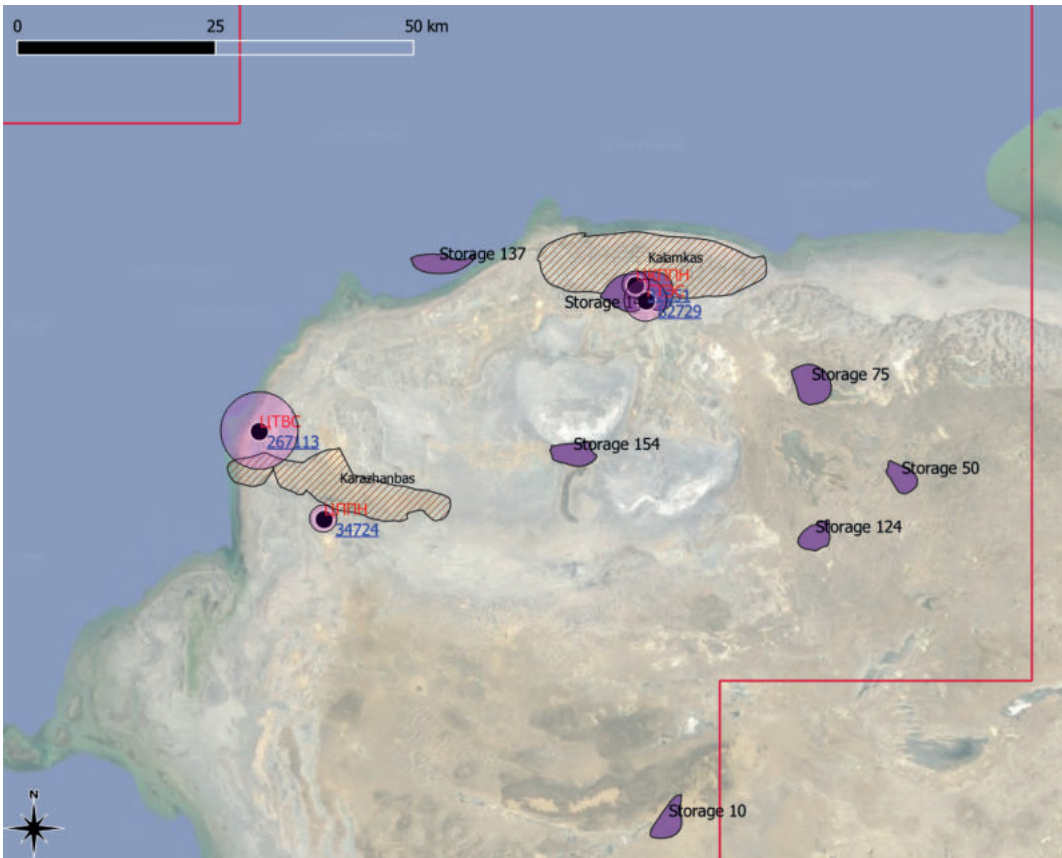 0 25 50 km
Storage 137
Kalamkas
Storage
82729
Storage 75
ЦТВС
267113
Storage 154
Storage 50
Karazhanbas
ЦППН
34724
Storage 124
Storage 10
N